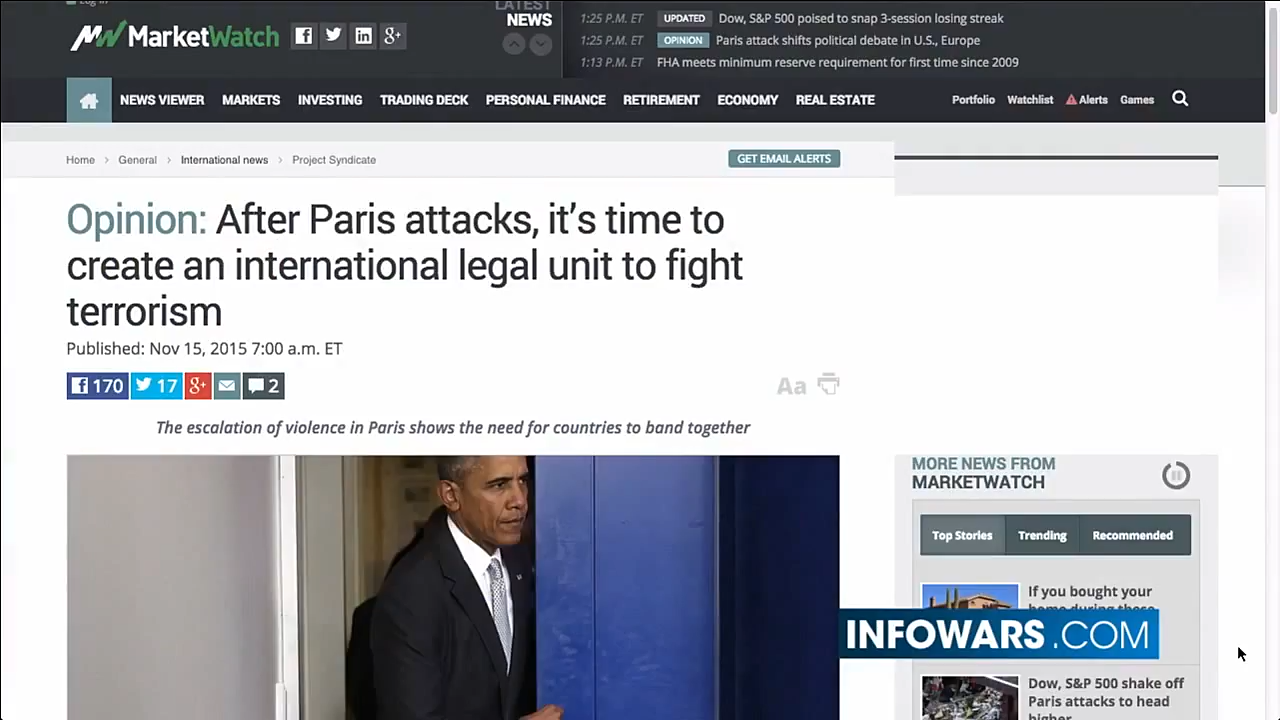 Log in
MarketWatch
LATEST
NEWS
1:25 P.M. ET UPDATED Dow, S&P 500 poised to snap 3-session losing streak
1:25 P.M. ET OPINION Paris attack shifts political debate in U.S., Europe
1:13 P.M. ET FHA meets minimum reserve requirement for first time since 2009
NEWS VIEWER MARKETS INVESTING TRADING DECK PERSONAL FINANCE RETIREMENT ECONOMY REAL ESTATE Portfolio Watchlist Alerts Games
Home > General > International news > Project Syndicate GET EMAIL ALERTS
Opinion: After Paris attacks, it's time to
create an international legal unit to fight
terrorism
Published: Nov 15, 2015 7:00 a.m. ET
170 17 2
Aa
The escalation of violence in Paris shows the need for countries to band together
MORE NEWS FROM
MARKETWATCH
Top Stories Trending Recommended
If you bought your
home during these
INFOWARS.COM
Dow, S&P 500 shake off
Paris attacks to head
higher